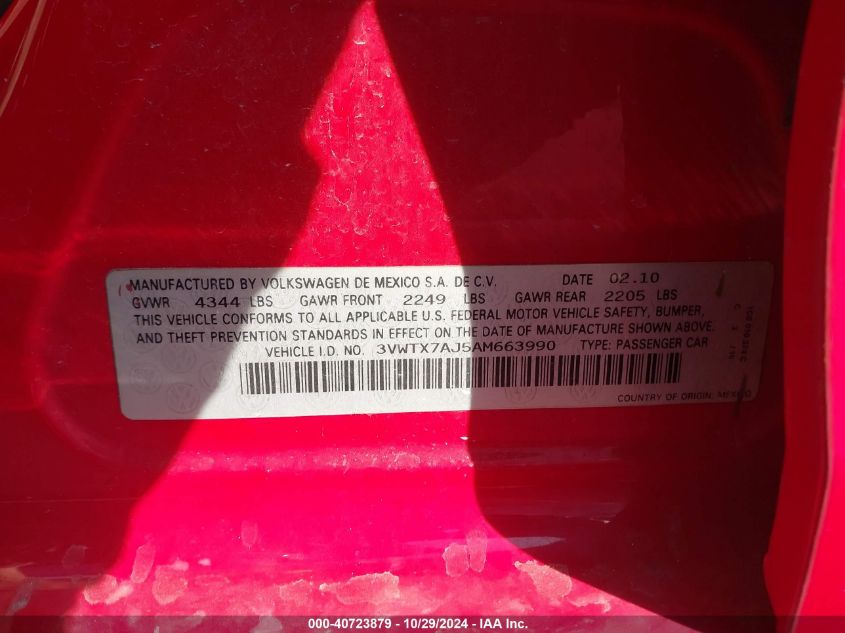 MANUFACTURED BY VOLKSWAGEN DE MEXICO S.A. DE C.V. DATE 02.10
GVWR 4344 LBS GAWR FRONT 2249 LBS GAWR REAR 2205 LBS
THIS VEHICLE CONFORMS TO ALL APPLICABLE U.S. FEDERAL MOTOR VEHICLE SAFETY, BUMPER,
AND THEFT PREVENTION STANDARDS IN EFFECT ON THE DATE OF MANUFACTURE SHOWN ABOVE.
VEHICLE I.D. NO. 3VWTX7AJ5AM663990 TYPE: PASSENGER CAR
COUNTRY OF ORIGIN: MEXICO
000-40723879 - 10/29/2024 - IAA Inc.